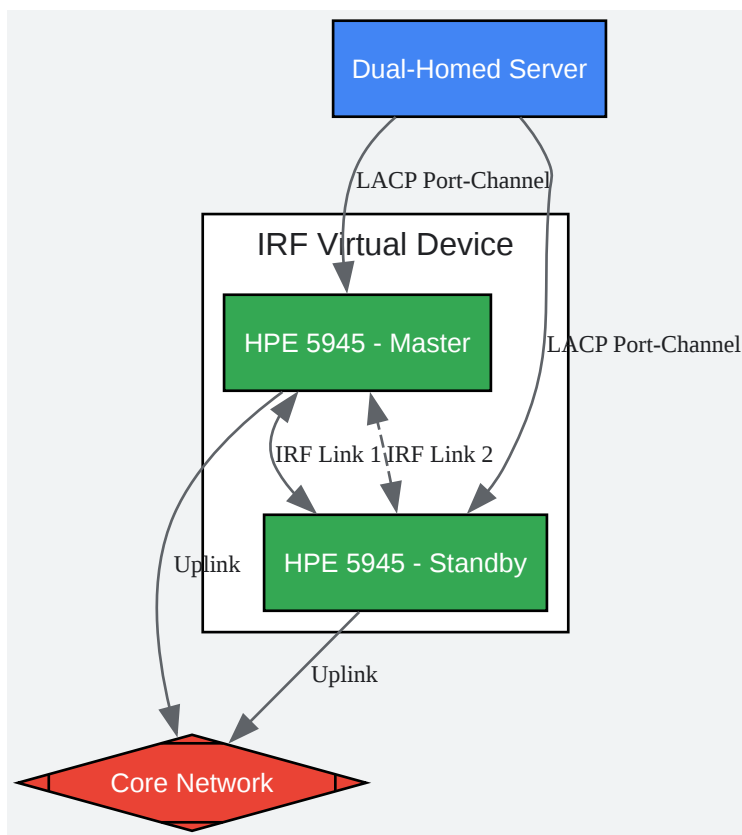 Dual-Homed Server
LACP Port-Channel
IRF Virtual Device
HPE 5945 - Master
LACP Port-Channel
IRF Link 1
IRF Link 2
HPE 5945 - Standby
Uplink
Uplink
Core Network